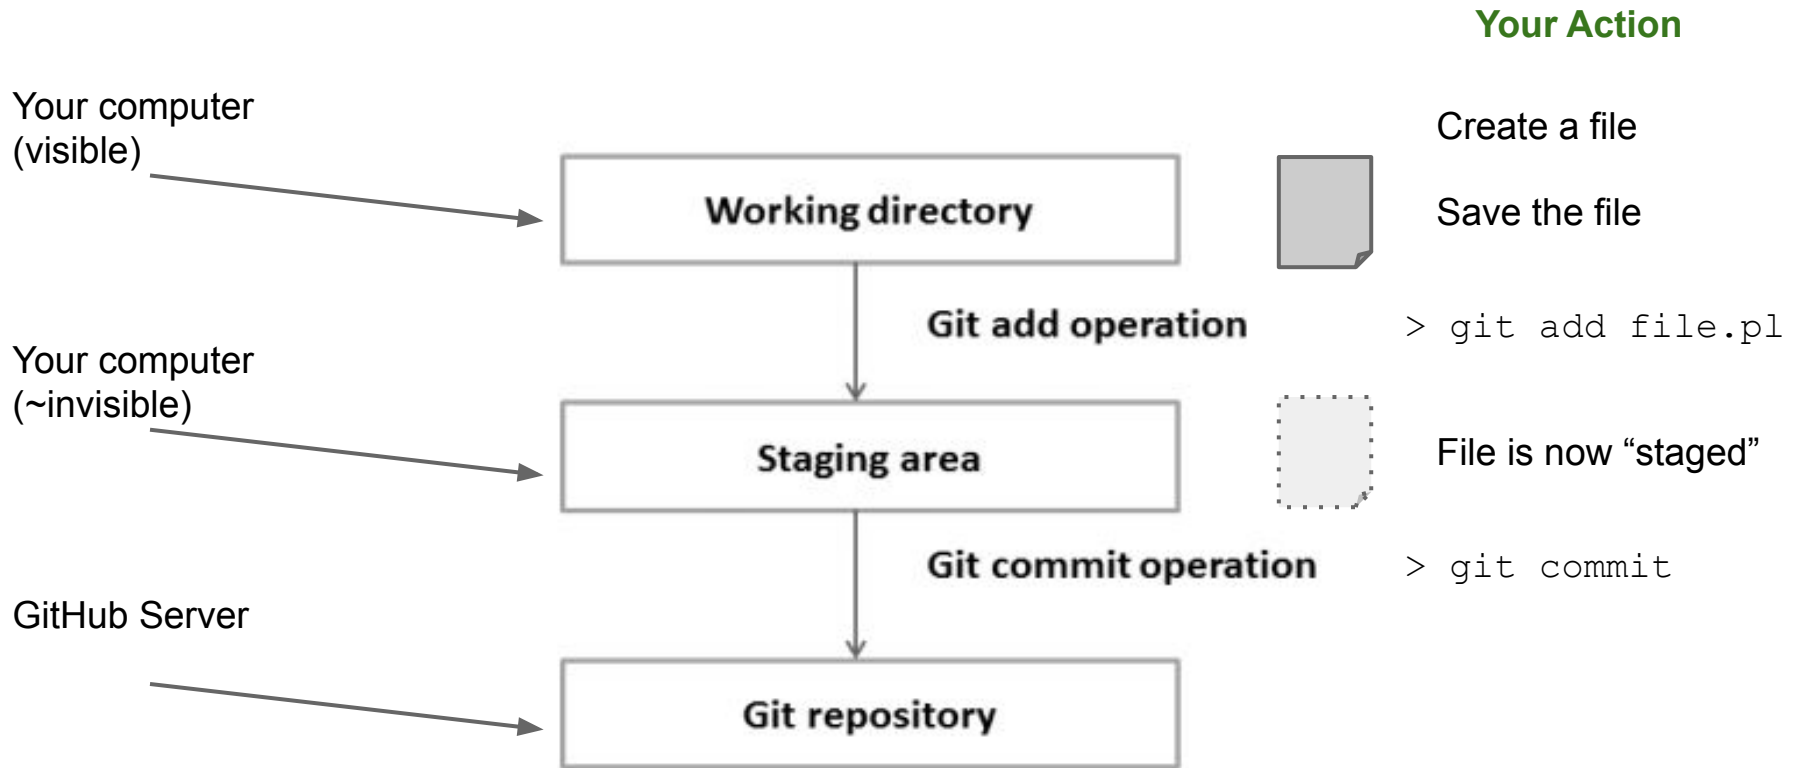 Your Action
Your computer
(visible)
Create a file
Working directory
Save the file
Git add operation
> git add file.pl
Your computer
(~invisible)
Staging area
File is now “staged”
Git commit operation
> git commit
GitHub Server
Git repository